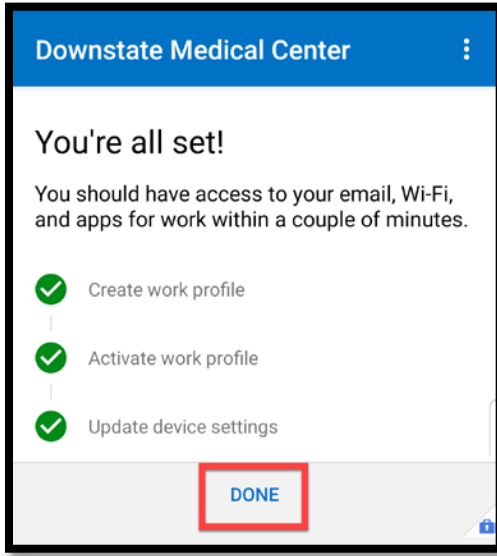 Downstate Medical Center
You're all set!
You should have access to your email, Wi-Fi,
and apps for work within a couple of minutes.
Create work profile
Activate work profile
Update device settings
DONE